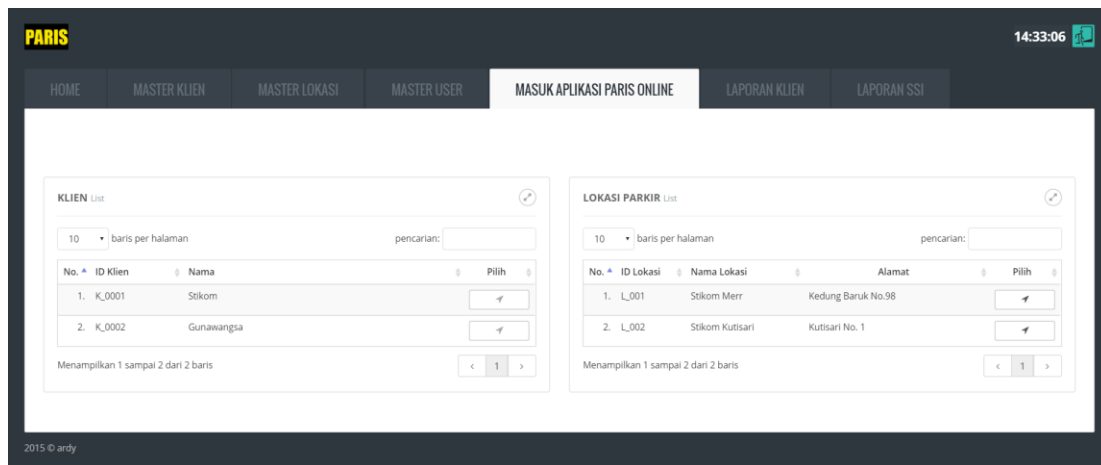 PARIS
14:33:06
HOME MASTER KLIEN MASTER LOKASI MASTER USER MASUK APLIKASI PARIS ONLINE LAPORAN KLIEN LAPORAN SSI
KLIEN List
10 baris per halaman pencarian:
No. ID Klien Nama Pilih
1. K_0001 Stikom
2. K_0002 Gunawangsa
Menampilkan 1 sampai 2 dari 2 baris < 1 >
LOKASI PARKIR List
10 baris per halaman pencarian:
No. ID Lokasi Nama Lokasi Alamat Pilih
1. L_001 Stikom Merr Kedung Baruk No.98
2. L_002 Stikom Kutisari Kutisari No. 1
Menampilkan 1 sampai 2 dari 2 baris < 1 >
2015 © ardy